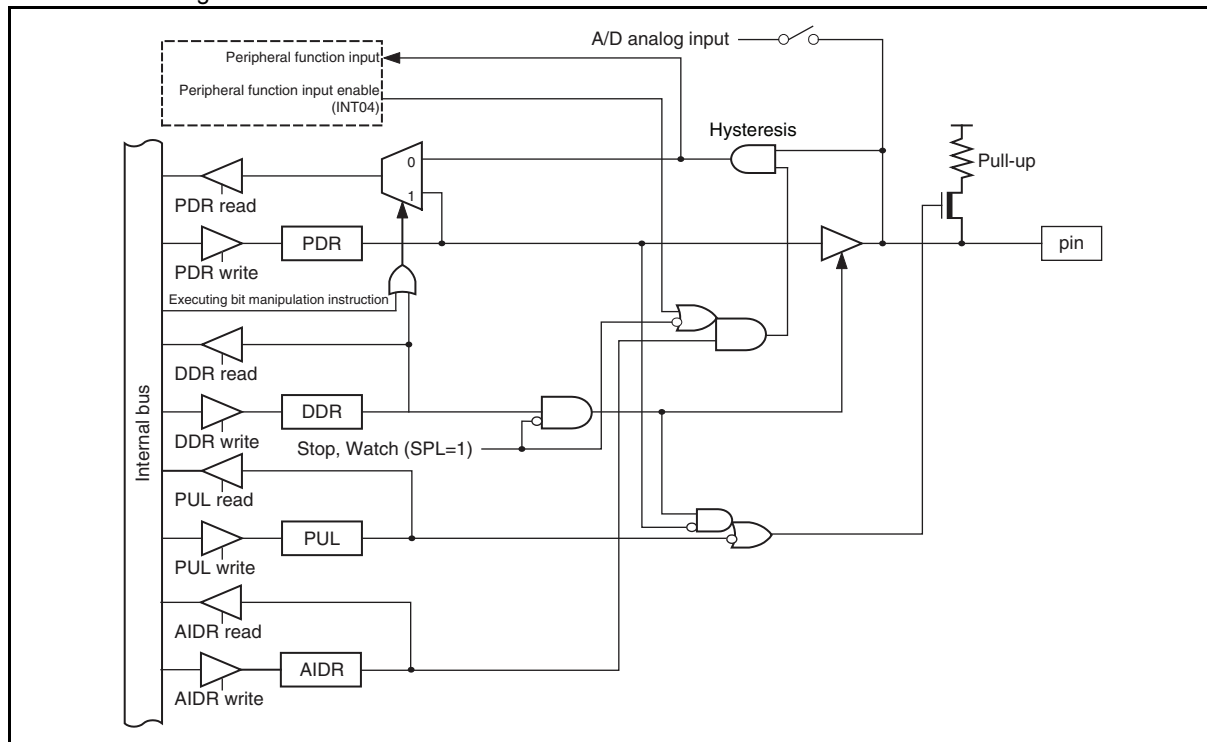 A/D analog input
Peripheral function input
Peripheral function input enable
(INT04)
Hysteresis
Pull-up
0
1
PDR read
PDR
pin
PDR write
Executing bit manipulation instruction
DDR read
DDR
DDR write
Stop, Watch (SPL=1)
Internal bus
PUL read
PUL
PUL write
AIDR read
AIDR
AIDR write